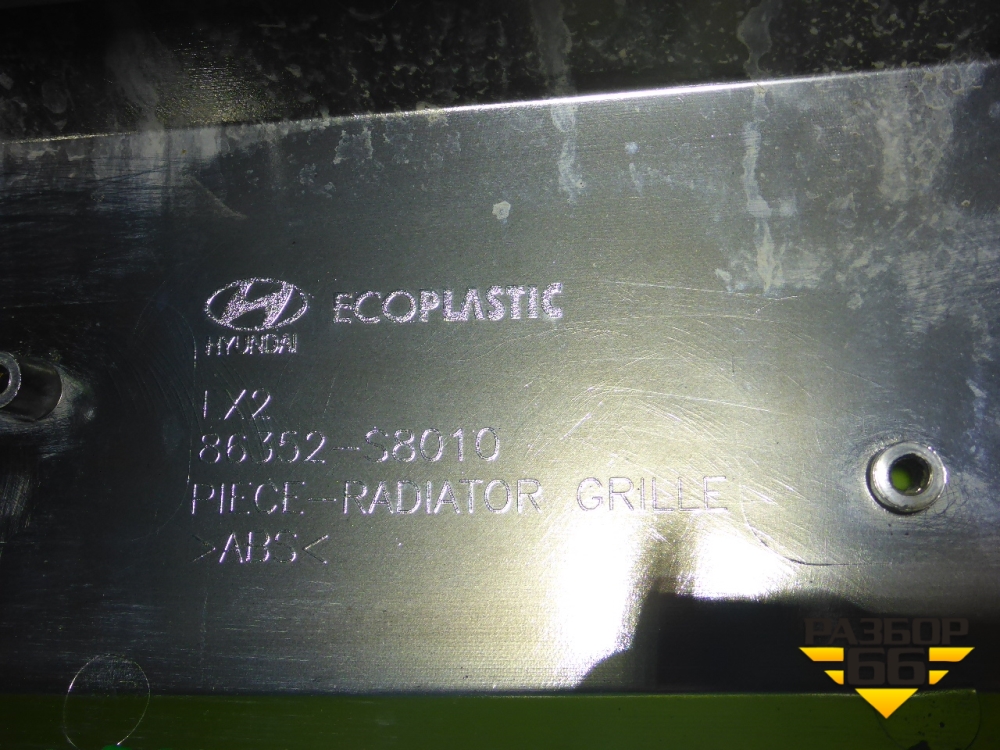 ECOPLASTIC
HYUNDAI
LX2
86352-S8010
PIECE-RADIATOR GRILLE
>ABS<
РАЗБОР
66